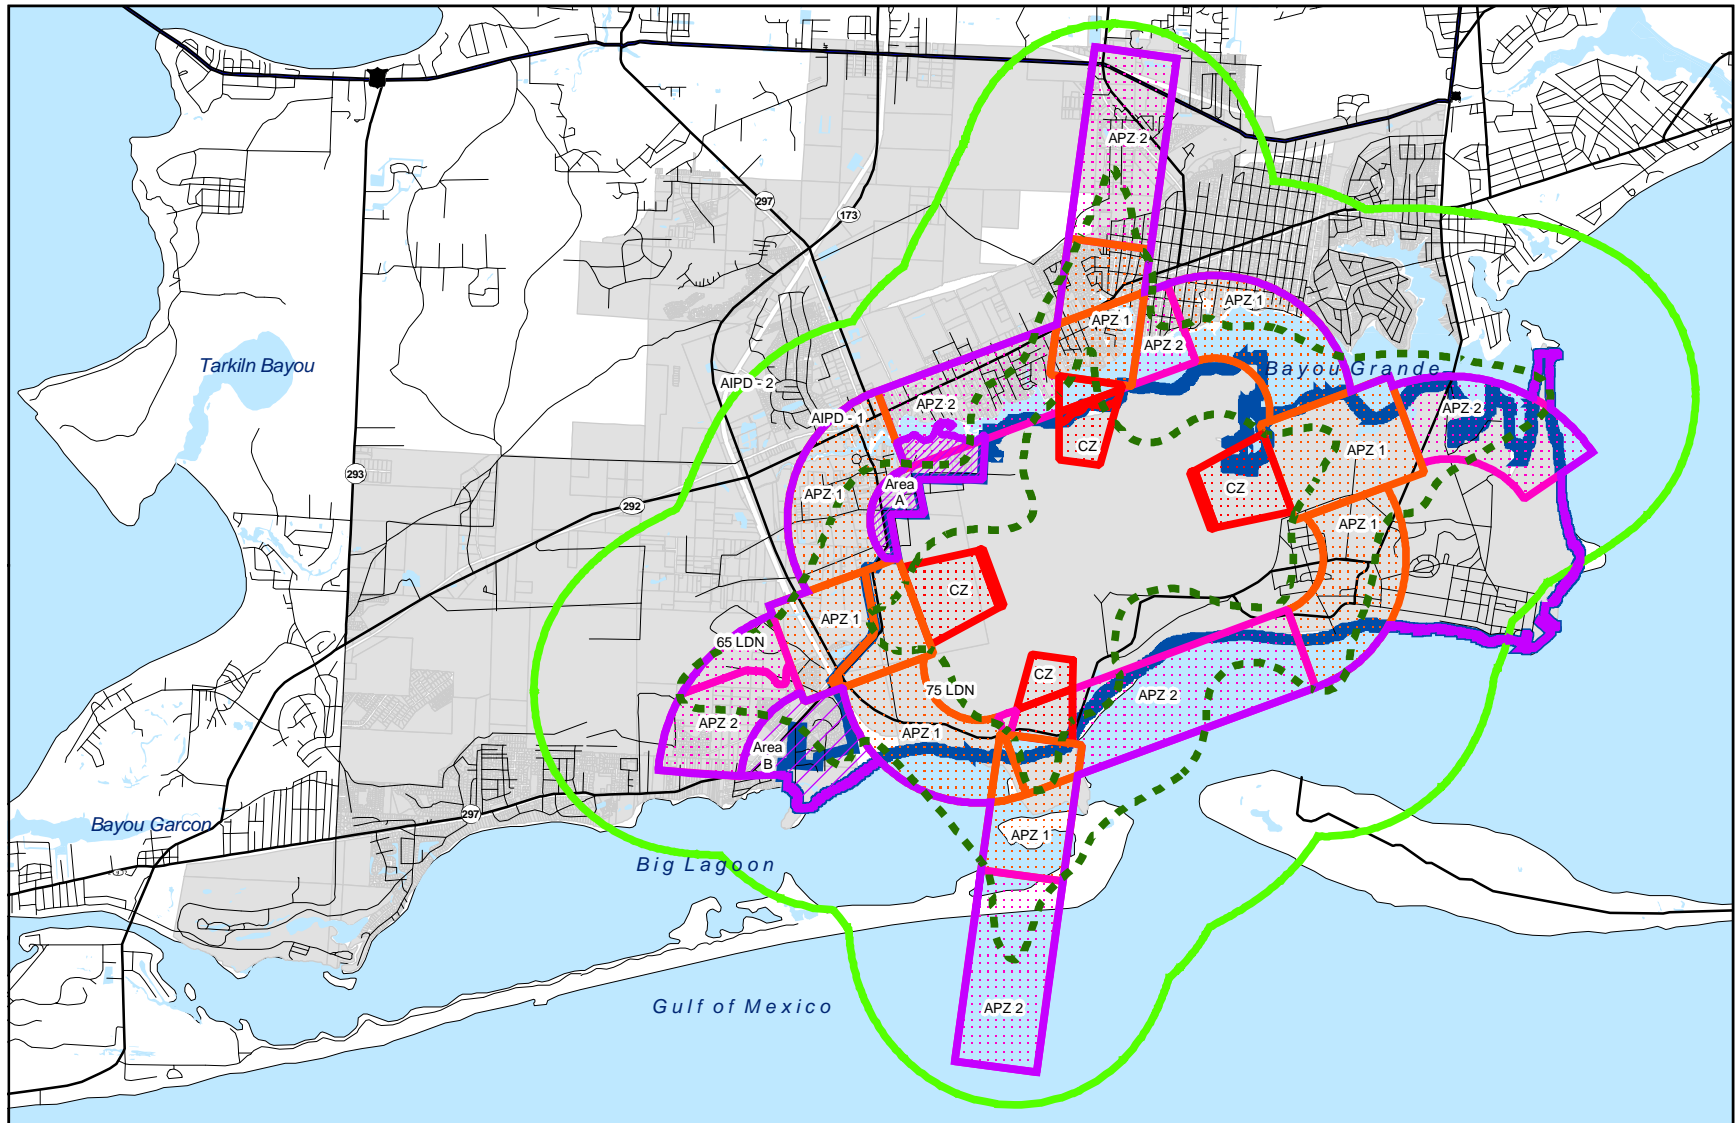 APZ 2
297
173
APZ 1
APZ 1
APZ 2
Tarkiln Bayou
Bayou Grande
AIPD - 2
AIPD - 1
APZ 2
APZ 2
CZ
APZ 1
293
Area
A
APZ 1
CZ
292
APZ 1
CZ
APZ 1
65 LDN
CZ
75 LDN
APZ 2
APZ 2
APZ 1
Area
B
297
Bayou Garcon
APZ 1
Big Lagoon
Gulf of Mexico
APZ 2